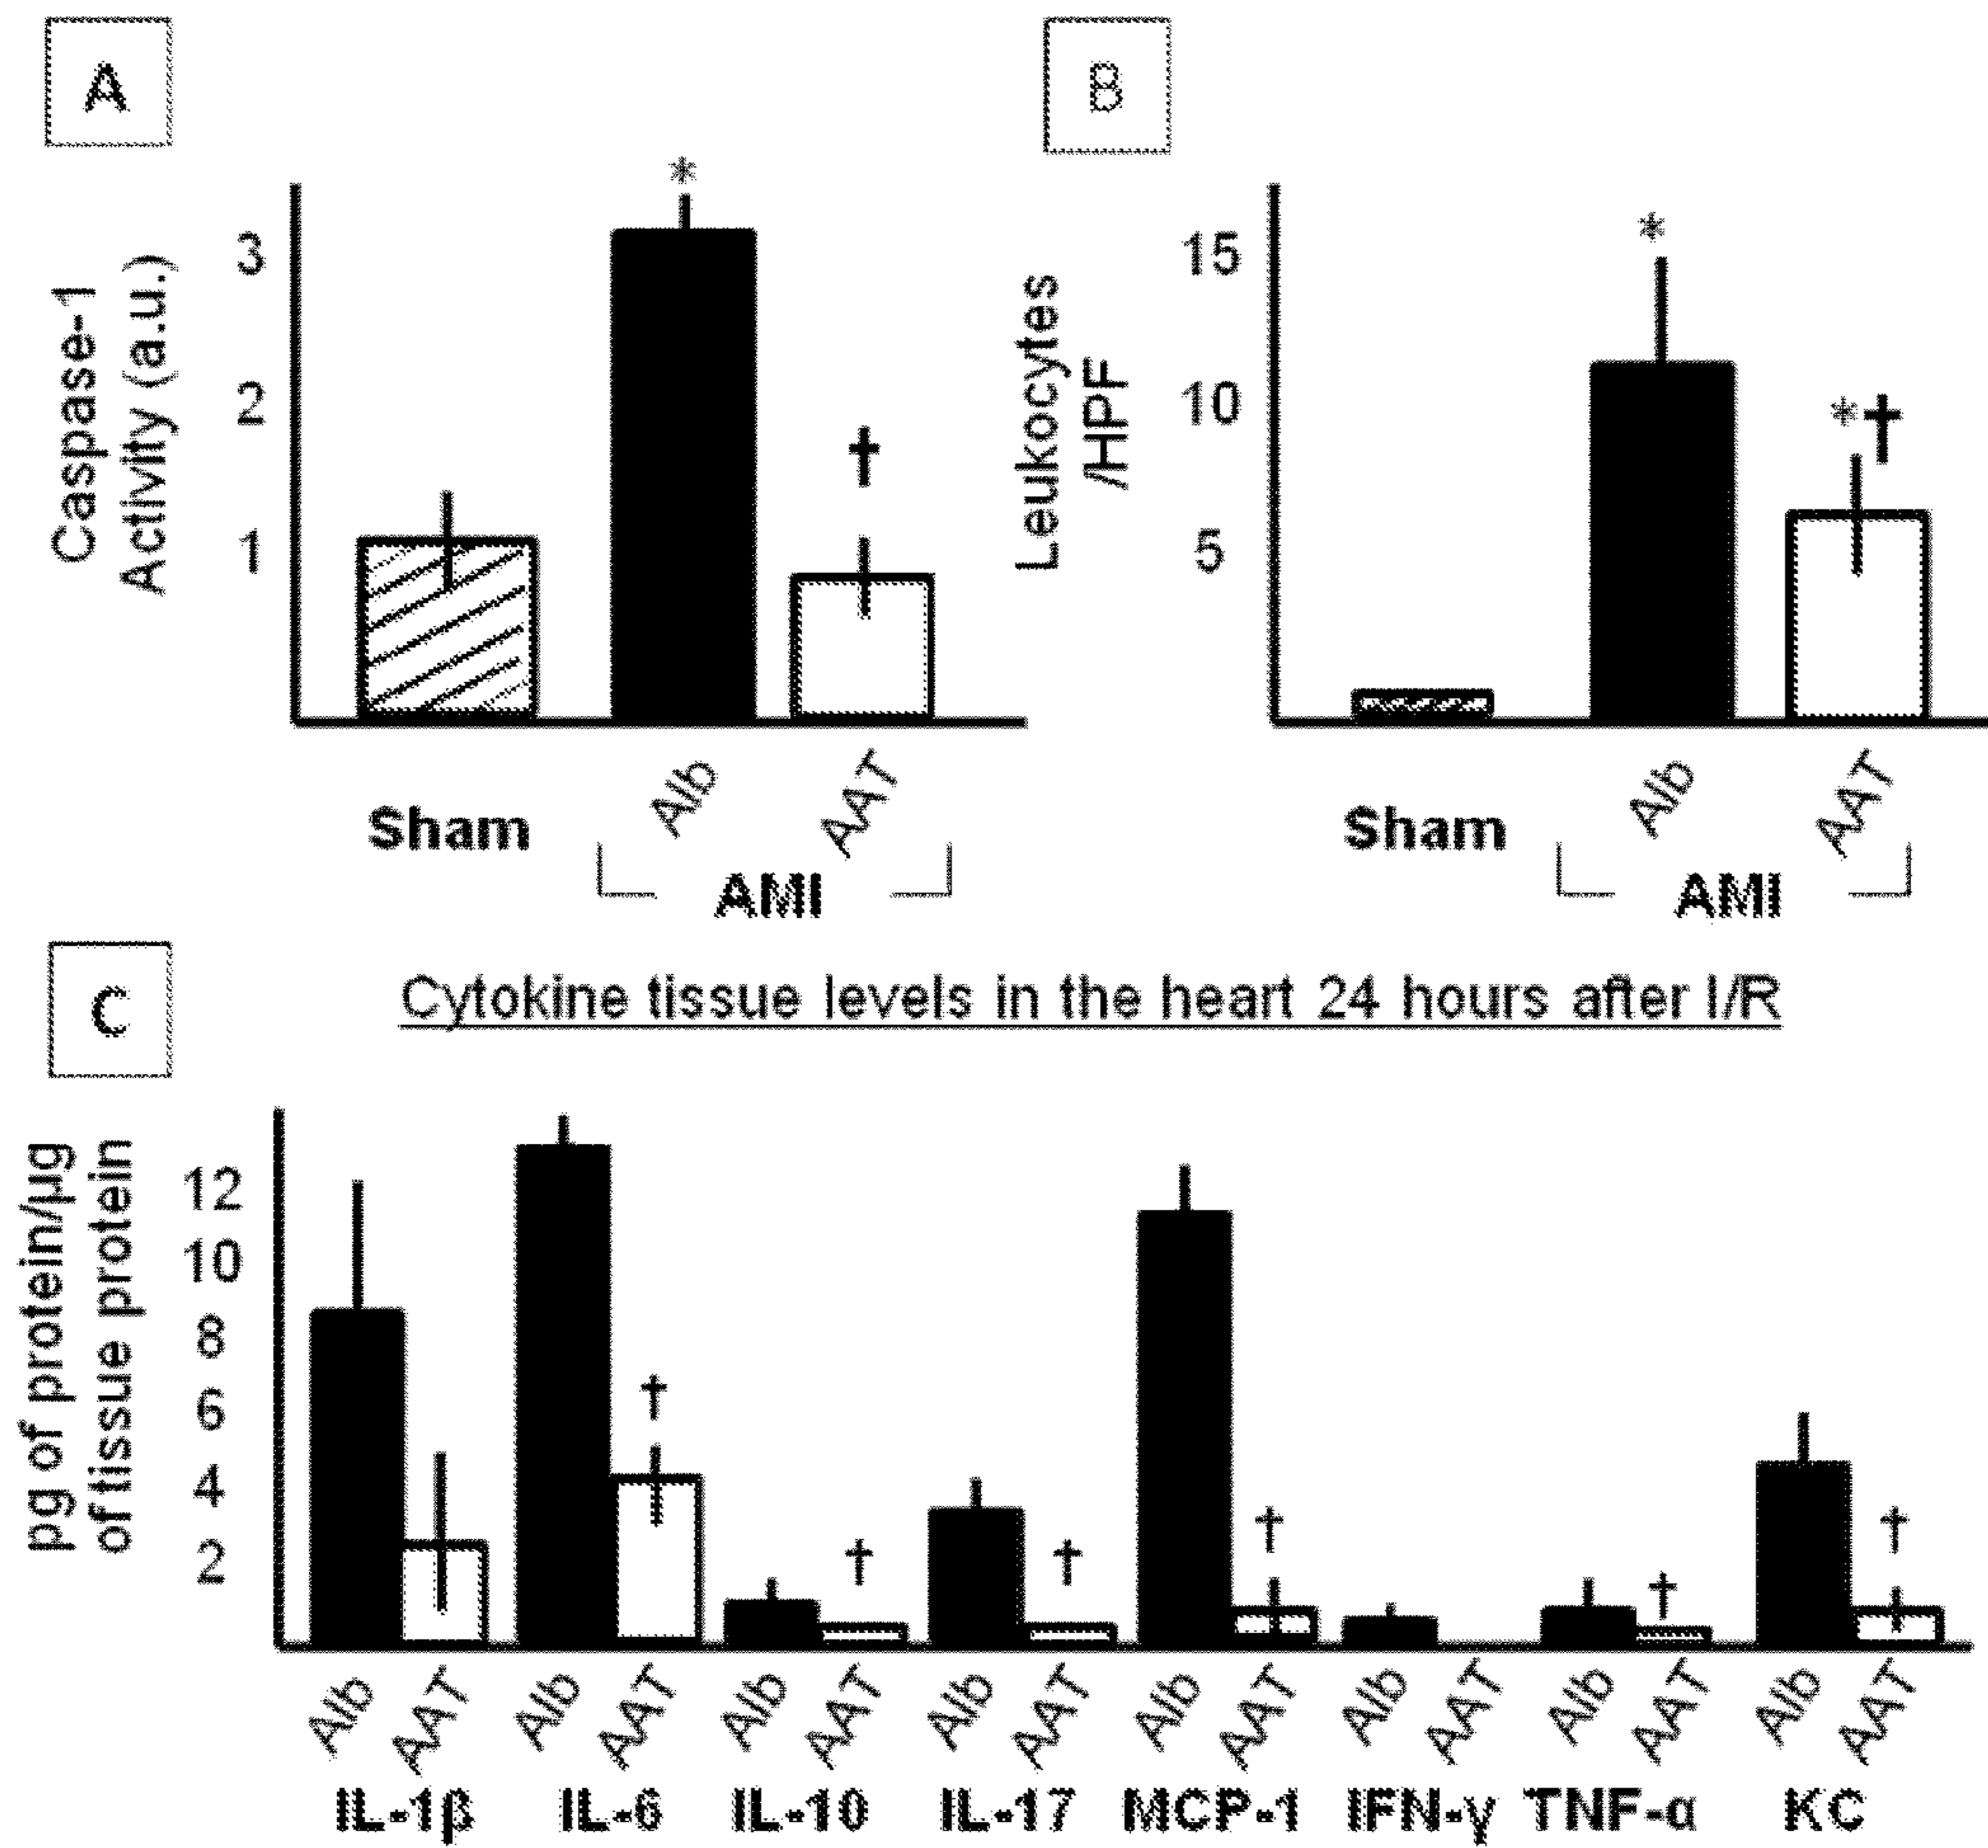 A
B
Caspase-1
Activity (a.u.)
3
2
1
*
†
Sham
Alb
AAT
AMI
Leukocytes
/HPF
15
10
5
*
*†
Sham
Alb
AAT
AMI
C
Cytokine tissue levels in the heart 24 hours after I/R
pg of protein/µg
of tissue protein
12
10
8
6
4
2
† † † † † †
Alb AAT Alb AAT Alb AAT Alb AAT Alb AAT Alb AAT Alb AAT Alb AAT
IL-1β IL-6 IL-10 IL-17 MCP-1 IFN-γ TNF-α KC